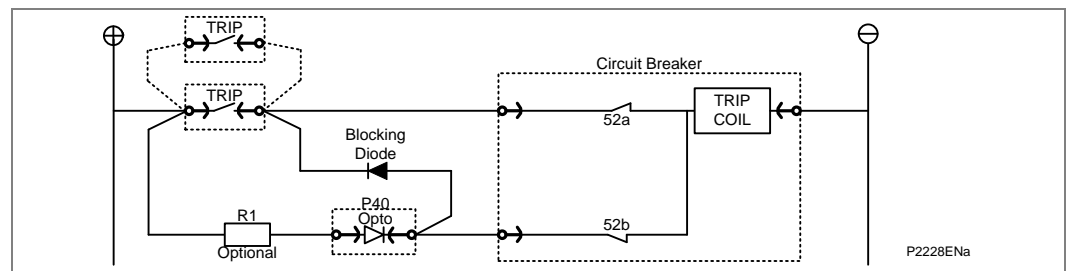 TRIP
Circuit Breaker
TRIP
TRIP
COIL
52a
Blocking
Diode
P40
Opto
R1
Optional
52b
P2228ENa